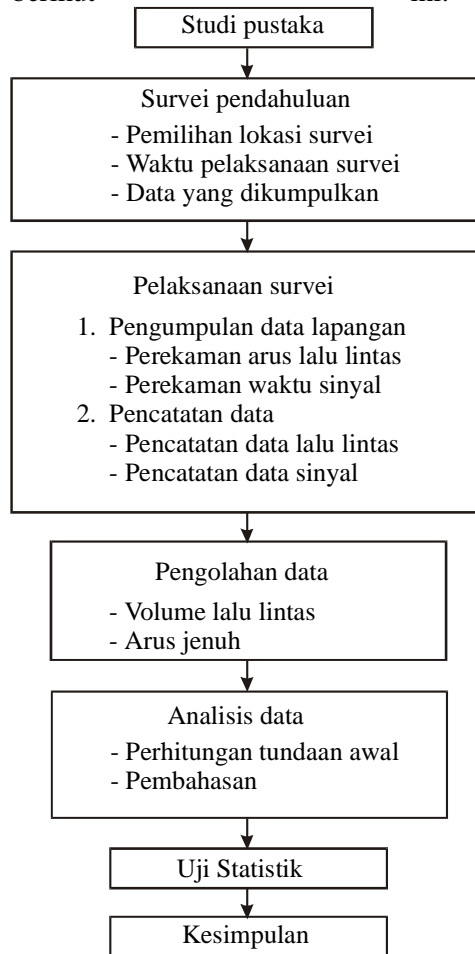 Studi pustaka
Survei pendahuluan
- Pemilihan lokasi survei
- Waktu pelaksanaan survei
- Data yang dikumpulkan
Pelaksanaan survei
1. Pengumpulan data lapangan
- Perekaman arus lalu lintas
- Perekaman waktu sinyal
2. Pencatatan data
- Pencatatan data lalu lintas
- Pencatatan data sinyal
Pengolahan data
- Volume lalu lintas
- Arus jenuh
Analisis data
- Perhitungan tundaan awal
- Pembahasan
Uji Statistik
Kesimpulan